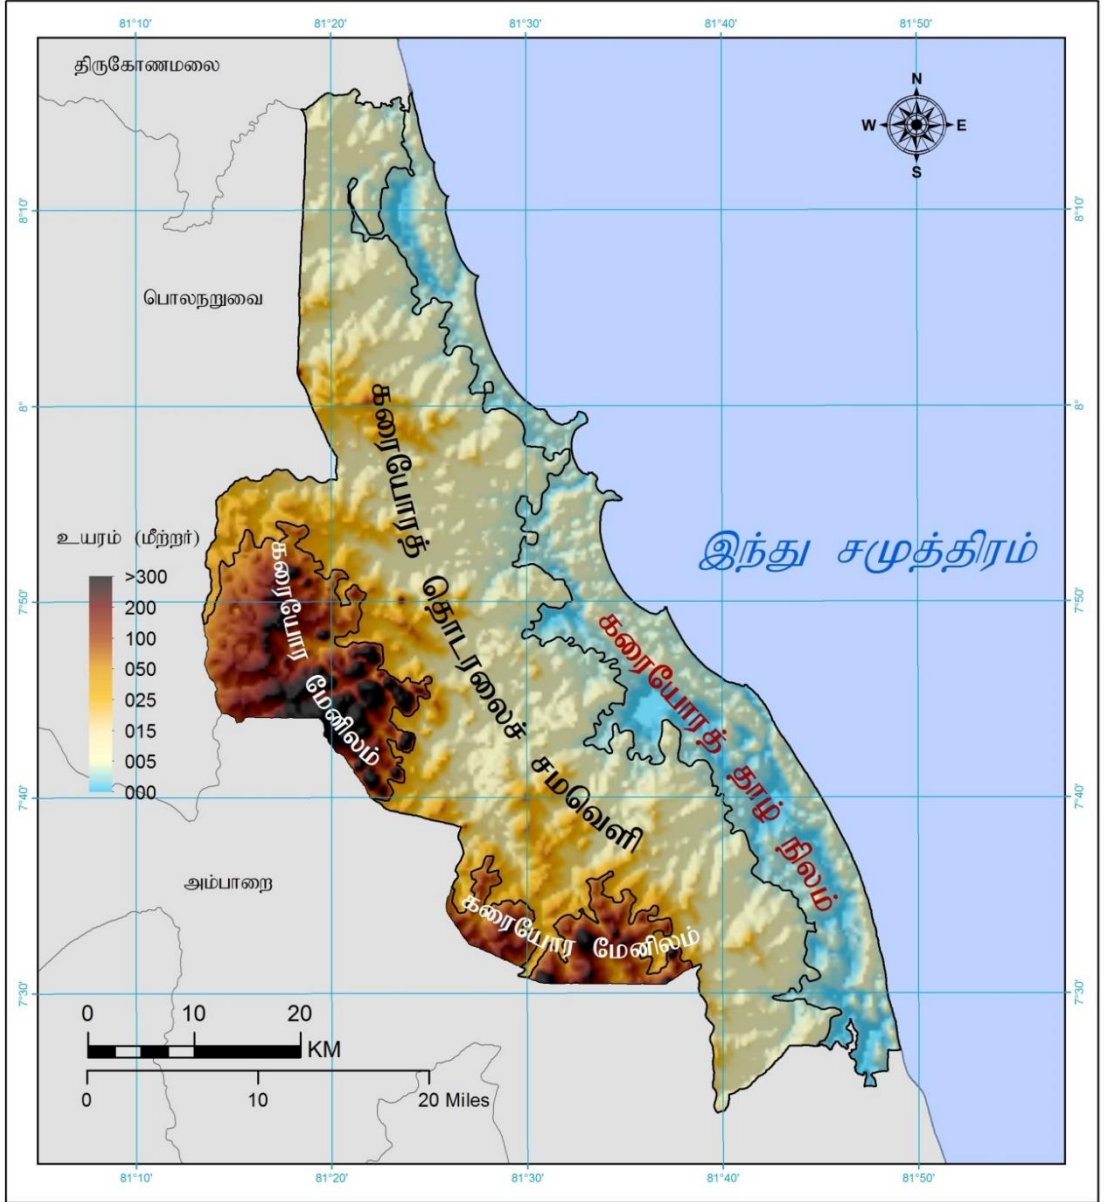 81°10' 81°20' 81°30' 81°40' 81°50'
திருகோணமலை
N
W E
S
8°10' 8°10'
பொலநறுவை
8° 8°
கரையோரத் தொடரலைச் சமவெளி
உயரம் (மீற்றர்)
இந்து சமுத்திரம்
கரையோர மேனிலம்
>300
200
100
050
025
015
005
000
7°50' 7°50'
கரையோரத் தாழ் நிலம்
7°40' 7°40'
அம்பாறை
கரையோர மேனிலம்
7°30' 7°30'
0 10 20
KM
0 10 20 Miles
81°10' 81°20' 81°30' 81°40' 81°50'